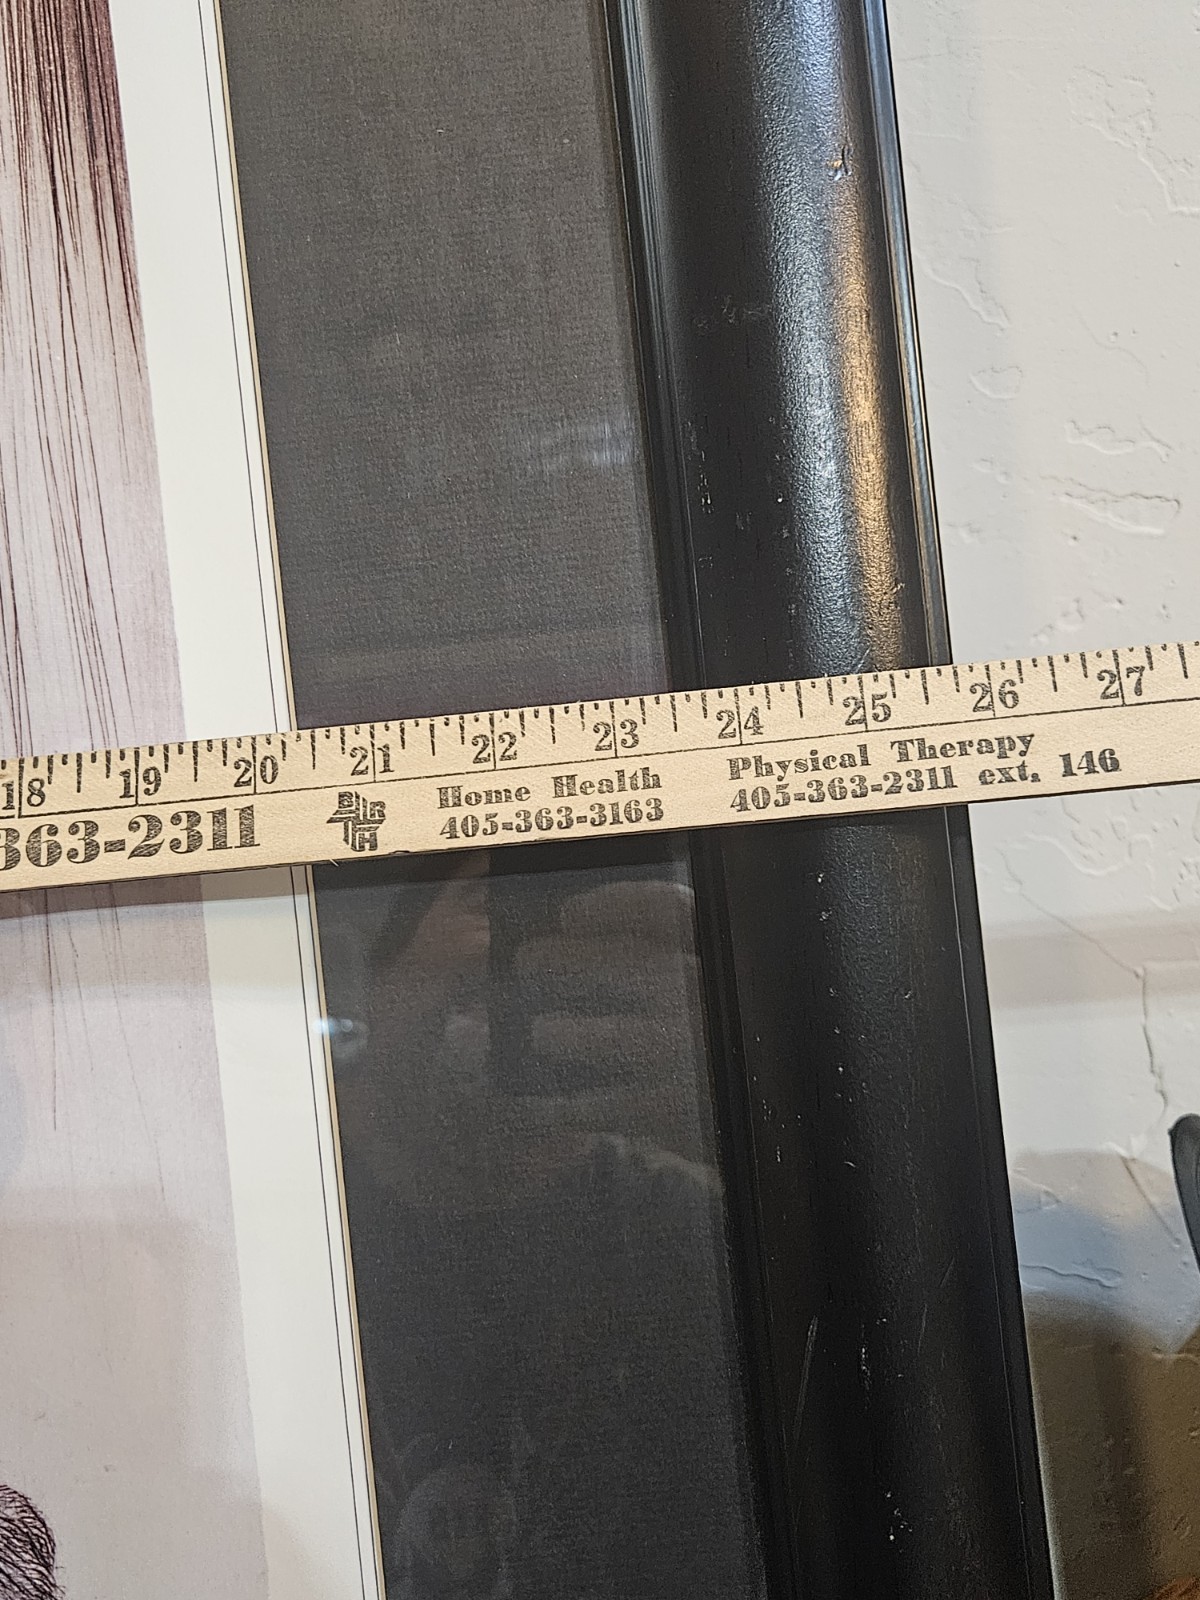 18 19 20 21 22 23 24 25 26 27
363-2311
Home Health
405-363-3163
Physical Therapy
405-363-2311 ext. 146